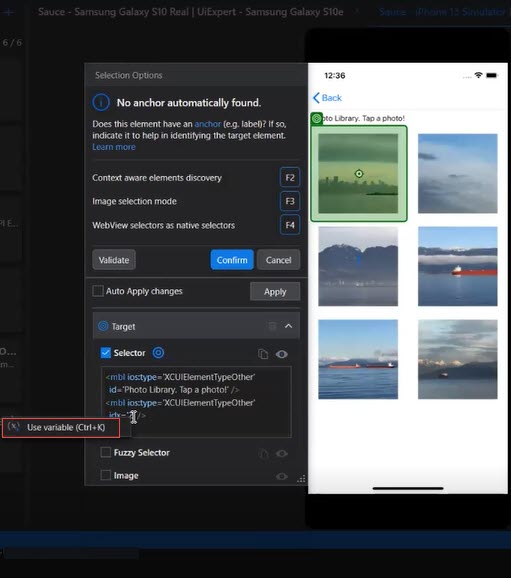 Sauce - Samsung Galaxy S10 Real | UiExpert - Samsung Galaxy S10e
Sauce - iPhone 13 Simulator
6 / 6
Selection Options
No anchor automatically found.
Does this element have an anchor (e.g. label)? If so,
indicate it to help in identifying the target element.
Learn more
Context aware elements discovery F2
Image selection mode F3
WebView selectors as native selectors F4
Validate Confirm Cancel
Auto Apply changes Apply
Target
Selector
<mbl ios:type='XCUIElementTypeOther'
id='Photo Library. Tap a photo!' />
<mbl ios:type='XCUIElementTypeOther'
idx='2' />
Use variable (Ctrl+K)
Fuzzy Selector
Image
12:36
Back
oto Library. Tap a photo!